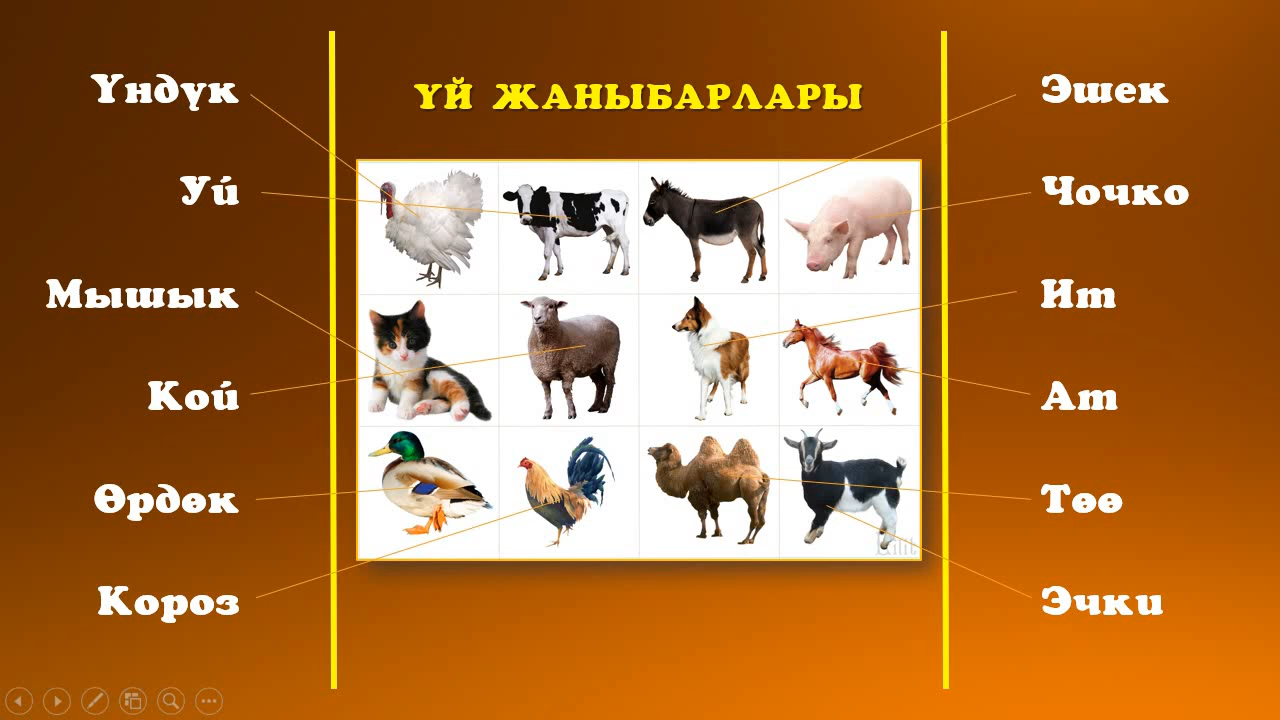 ҮЙ ЖАНЫБАРЛАРЫ
Үндүк
Уй
Мышык
Кой
Өрдөк
Короз
Эшек
Чочко
Ит
Ат
Төө
Эчки